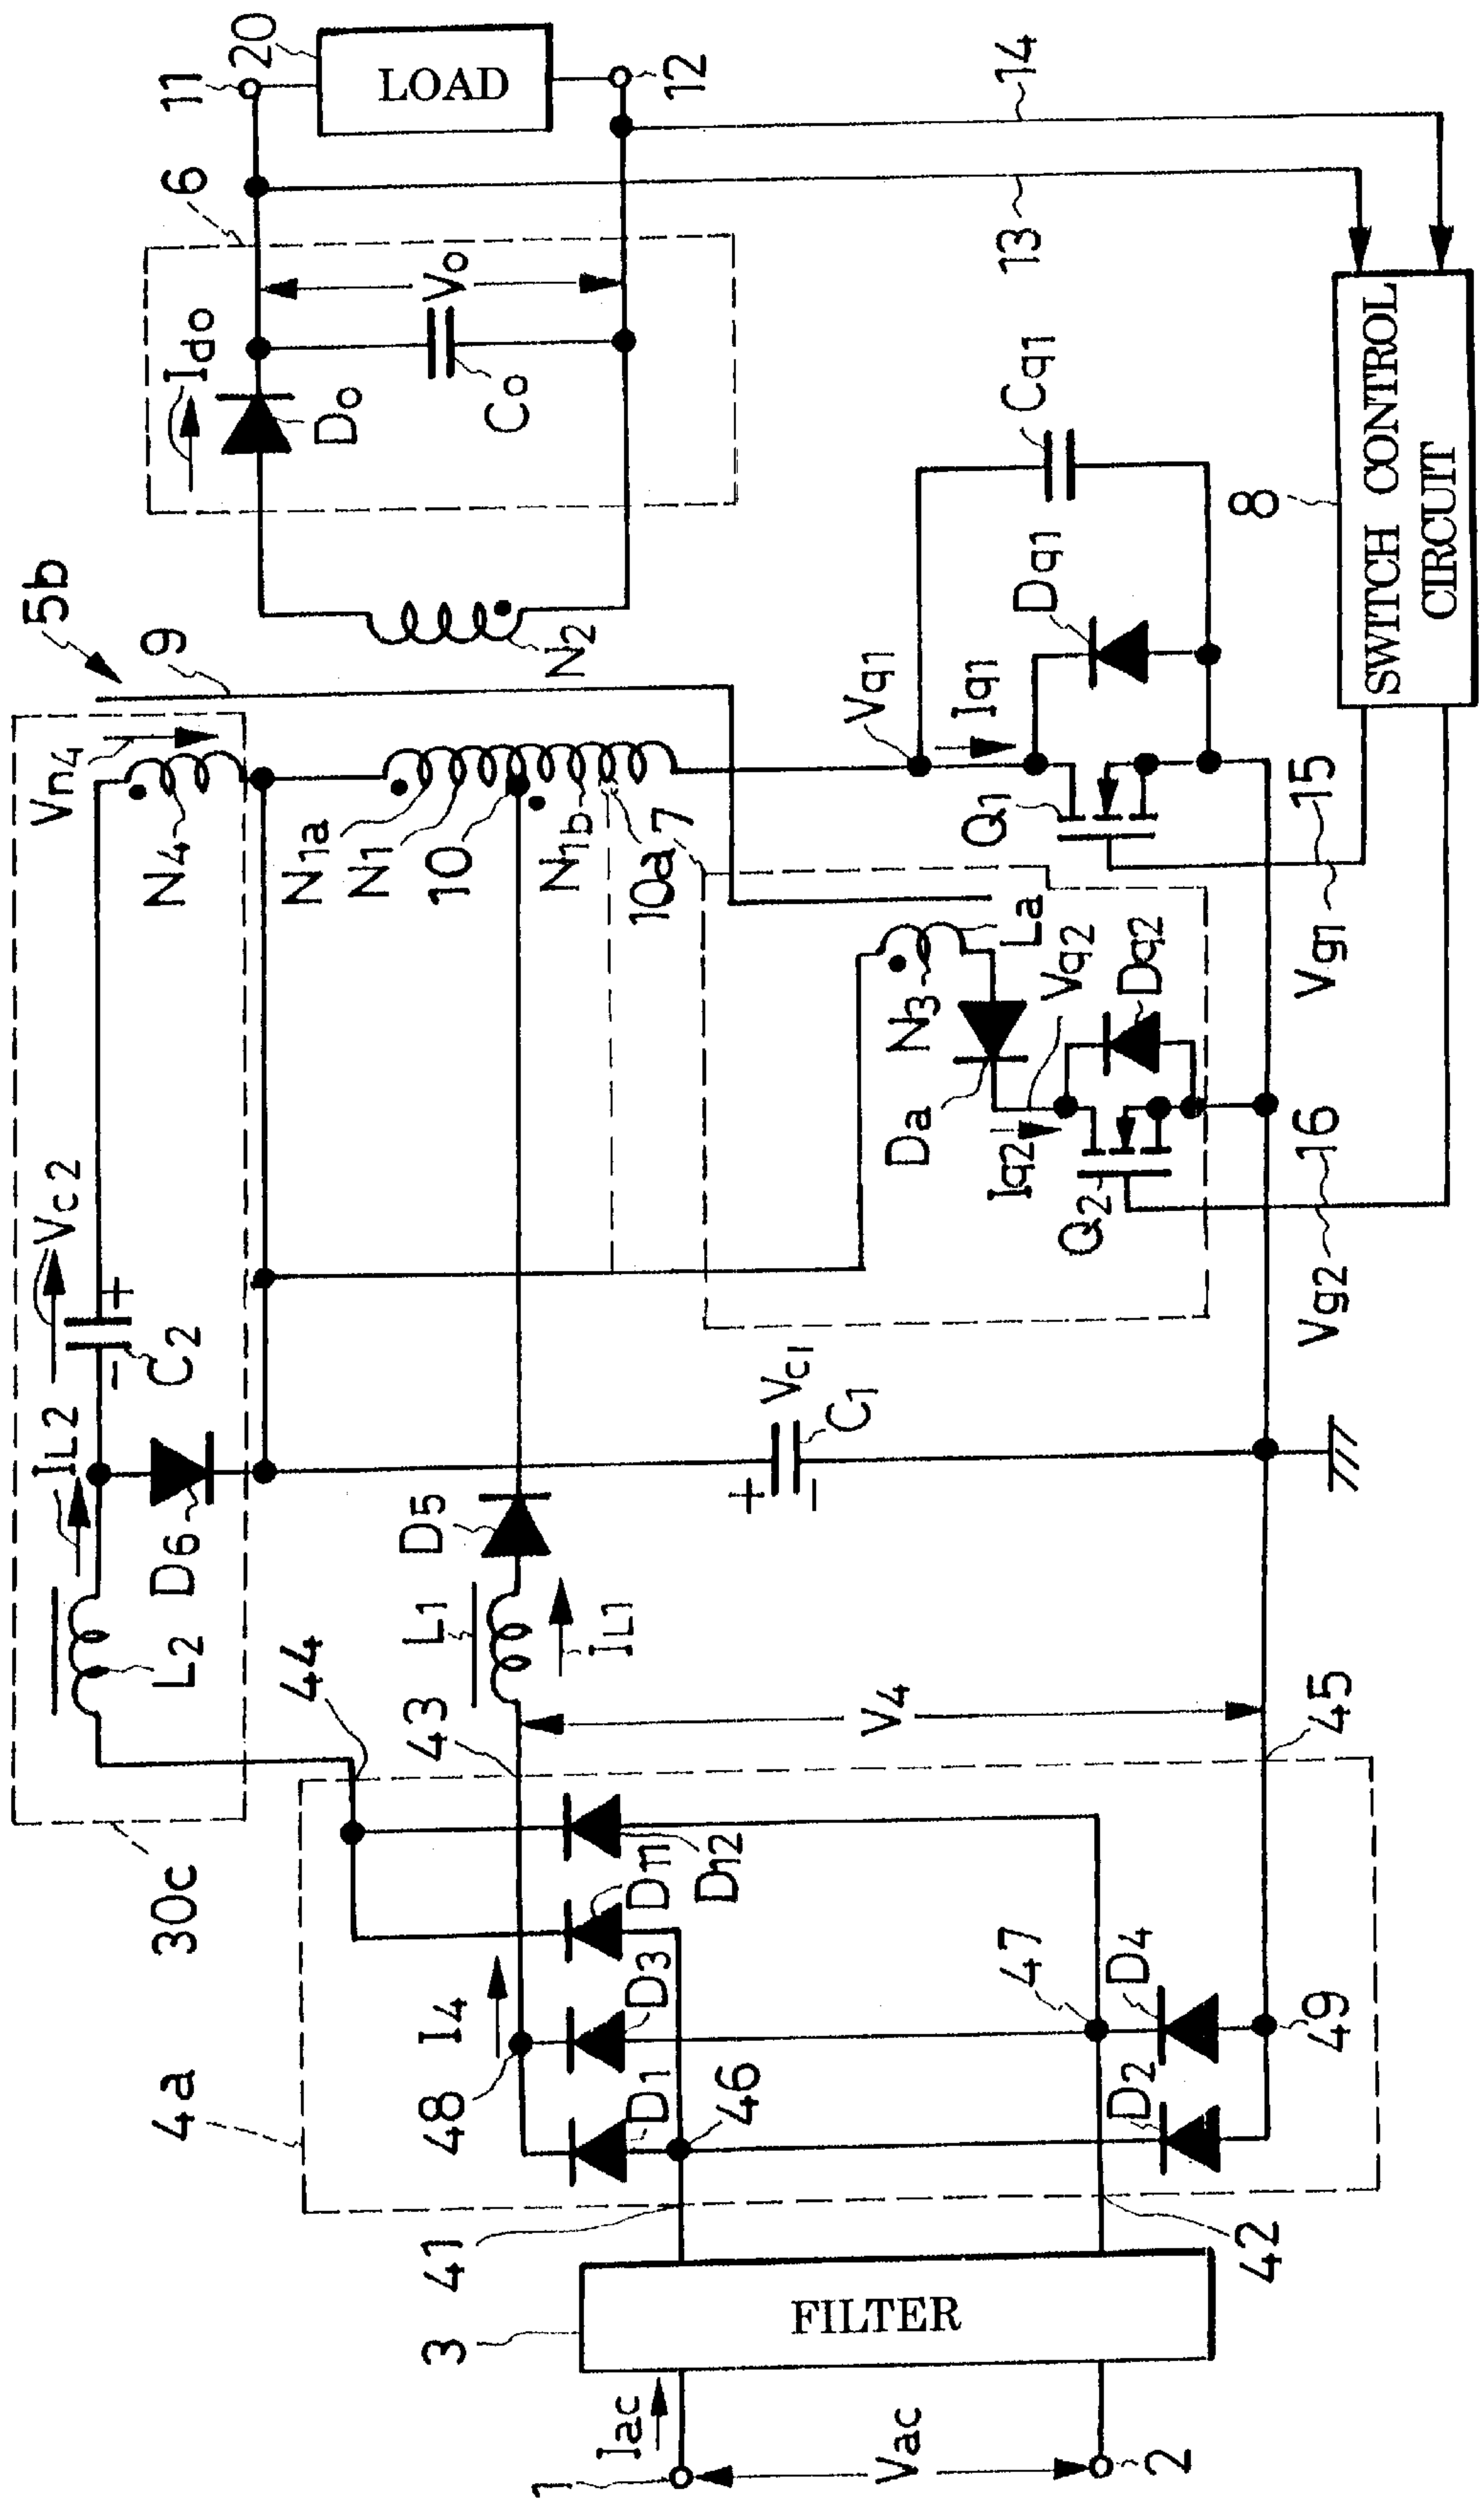 30c
IL2
Vc2
Vn4
5b
L2
D6
C2
N4
9
6
11
20
Ido
LOAD
44
4a
I4
43
L1
D5
N1a
N1
10
N1b
10a
7
N2
Do
Co
Vo
12
48
IL1
D1
D3
D11
D12
41
46
3
FILTER
Iac
1
Vac
2
42
47
D2
D4
49
V4
45
Vc1
C1
Da
N3
La
Iq2
Vq2
Q2
Dq2
Vq1
Iq1
Q1
Dq1
Cq1
13
14
Vg2
16
Vg1
15
8
SWITCH CONTROL
CIRCUIT